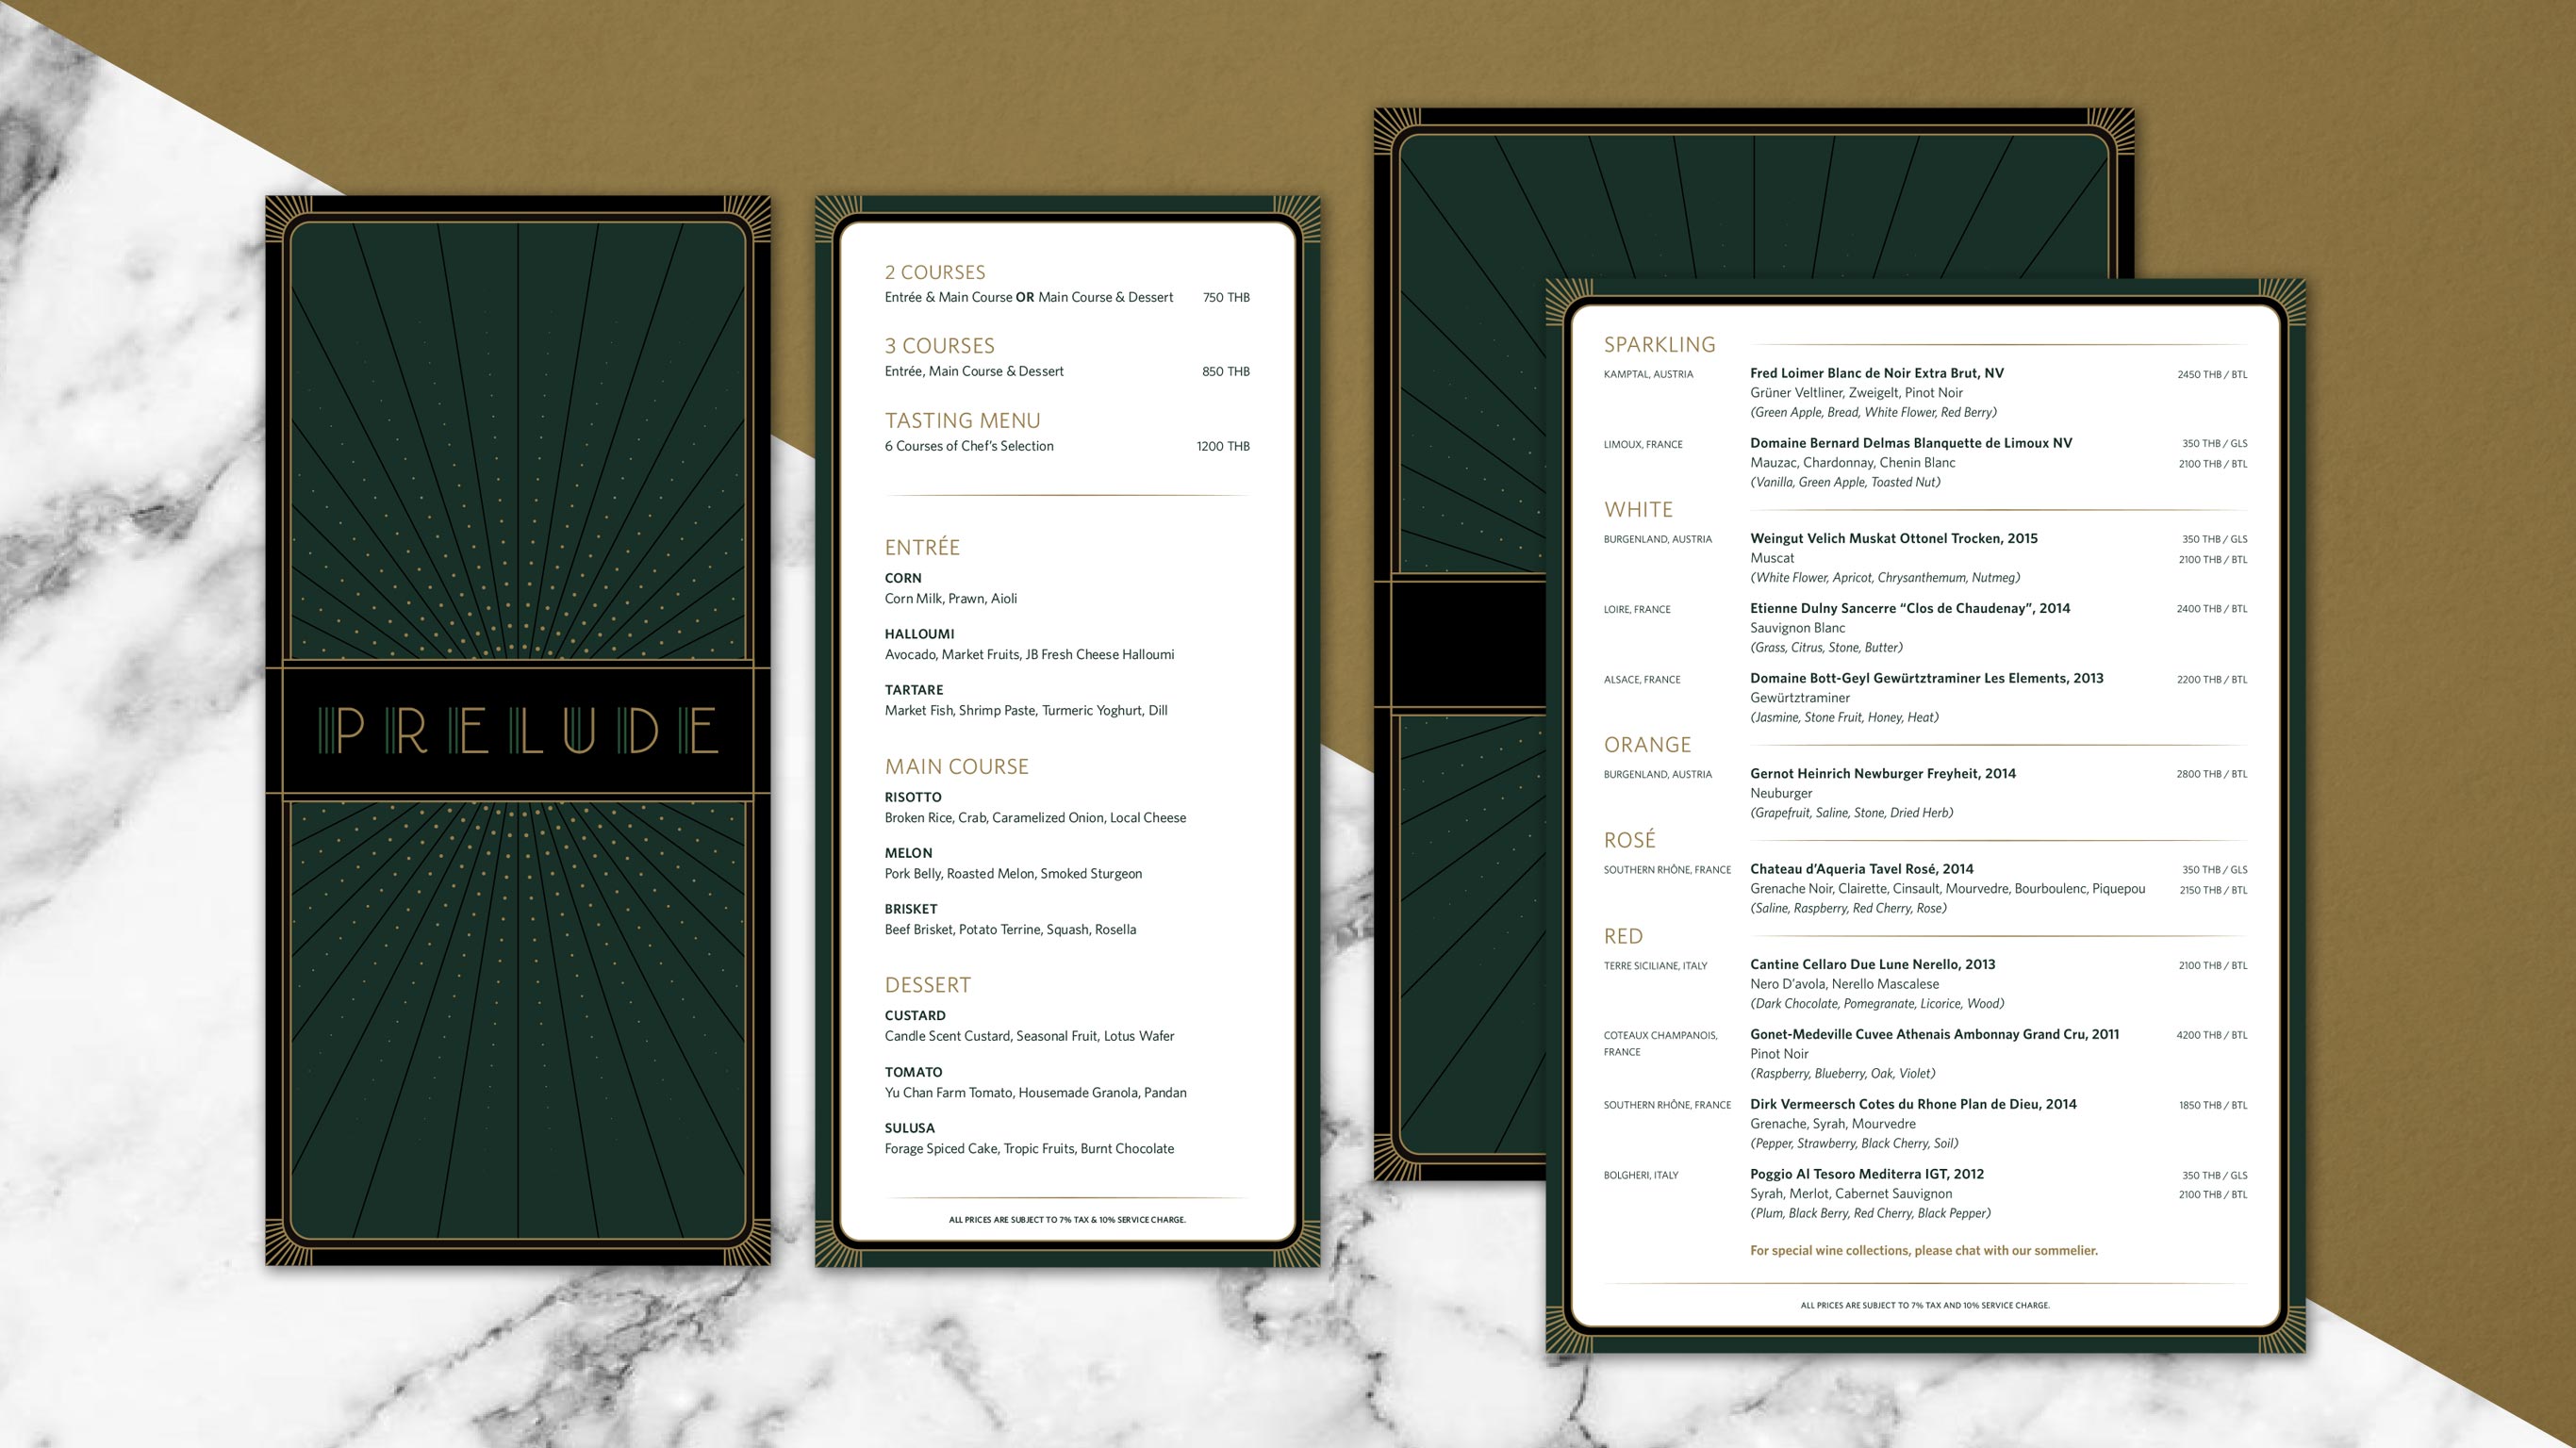 PRELUDE
2 COURSES
Entrée & Main Course OR Main Course & Dessert 750 THB
3 COURSES
Entrée, Main Course & Dessert 850 THB
TASTING MENU
6 Courses of Chef's Selection 1200 THB
ENTRÉE
CORN
Corn Milk, Prawn, Aioli
HALLOUMI
Avocado, Market Fruits, JB Fresh Cheese Halloumi
TARTARE
Market Fish, Shrimp Paste, Turmeric Yoghurt, Dill
MAIN COURSE
RISOTTO
Broken Rice, Crab, Caramelized Onion, Local Cheese
MELON
Pork Belly, Roasted Melon, Smoked Sturgeon
BRISKET
Beef Brisket, Potato Terrine, Squash, Rosella
DESSERT
CUSTARD
Candle Scent Custard, Seasonal Fruit, Lotus Wafer
TOMATO
Yu Chan Farm Tomato, Housemade Granola, Pandan
SULUSA
Forage Spiced Cake, Tropic Fruits, Burnt Chocolate
ALL PRICES ARE SUBJECT TO 7% TAX & 10% SERVICE CHARGE.
SPARKLING
KAMPTAL, AUSTRIA Fred Loimer Blanc de Noir Extra Brut, NV 2450 THB / BTL
Grüner Veltliner, Zweigelt, Pinot Noir
(Green Apple, Bread, White Flower, Red Berry)
LIMOUX, FRANCE Domaine Bernard Delmas Blanquette de Limoux NV 350 THB / GLS
Mauzac, Chardonnay, Chenin Blanc 2100 THB / BTL
(Vanilla, Green Apple, Toasted Nut)
WHITE
BURGENLAND, AUSTRIA Weingut Velich Muskat Ottonel Trocken, 2015 350 THB / GLS
Muscat 2100 THB / BTL
(White Flower, Apricot, Chrysanthemum, Nutmeg)
LOIRE, FRANCE Etienne Dulny Sancerre “Clos de Chaudenay”, 2014 2400 THB / BTL
Sauvignon Blanc
(Grass, Citrus, Stone, Butter)
ALSACE, FRANCE Domaine Bott-Geyl Gewürtztraminer Les Elements, 2013 2200 THB / BTL
Gewürtztraminer
(Jasmine, Stone Fruit, Honey, Heat)
ORANGE
BURGENLAND, AUSTRIA Gernot Heinrich Newburger Freyheit, 2014 2800 THB / BTL
Neuburger
(Grapefruit, Saline, Stone, Dried Herb)
ROSÉ
SOUTHERN RHÔNE, FRANCE Chateau d'Aqueria Tavel Rosé, 2014 350 THB / GLS
Grenache Noir, Clairette, Cinsault, Mourvedre, Bourboulenc, Piquepou 2150 THB / BTL
(Saline, Raspberry, Red Cherry, Rose)
RED
TERRE SICILIANE, ITALY Cantine Cellaro Due Lune Nerello, 2013 2100 THB / BTL
Nero D'avola, Nerello Mascalese
(Dark Chocolate, Pomegranate, Licorice, Wood)
COTEAUX CHAMPANOIS, Gonet-Medeville Cuvee Athenais Ambonnay Grand Cru, 2011 4200 THB / BTL
FRANCE Pinot Noir
(Raspberry, Blueberry, Oak, Violet)
SOUTHERN RHÔNE, FRANCE Dirk Vermeersch Cotes du Rhone Plan de Dieu, 2014 1850 THB / BTL
Grenache, Syrah, Mourvedre
(Pepper, Strawberry, Black Cherry, Soil)
BOLGHERI, ITALY Poggio Al Tesoro Mediterra IGT, 2012 350 THB / GLS
Syrah, Merlot, Cabernet Sauvignon 2100 THB / BTL
(Plum, Black Berry, Red Cherry, Black Pepper)
For special wine collections, please chat with our sommelier.
ALL PRICES ARE SUBJECT TO 7% TAX AND 10% SERVICE CHARGE.